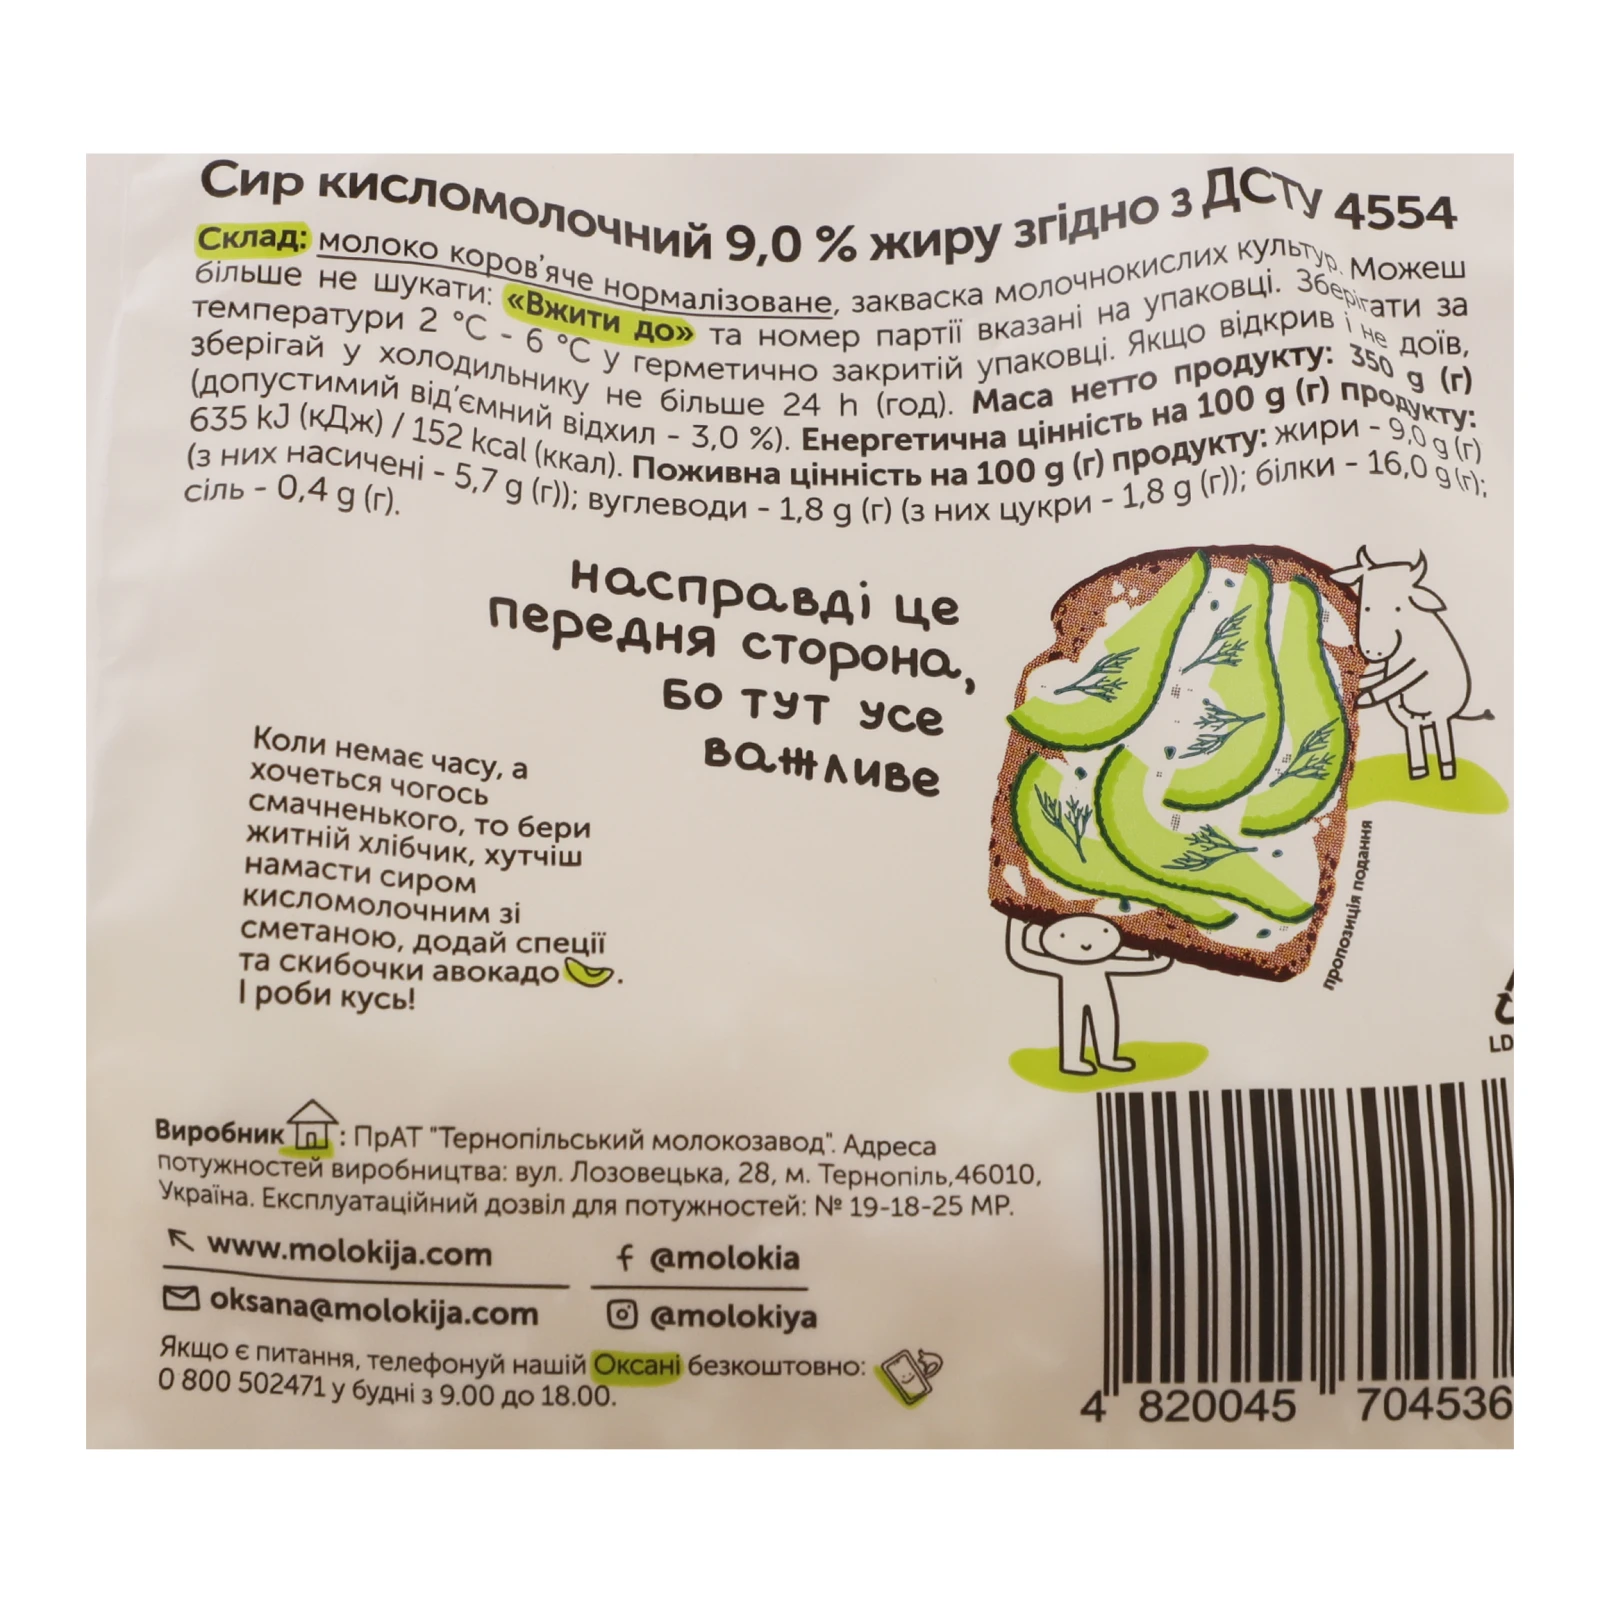 Сир кисломолочний 9,0 % жиру згідно з ДСТУ 4554
Склад: молоко коров'яче нормалізоване, закваска молочнокислих культур. Можеш
більше не шукати: «Вжити до» та номер партії вказані на упаковці. Зберігати за
температури 2 °C - 6 °C у герметично закритій упаковці. Якщо відкрив і не доїв,
зберігай у холодильнику не більше 24 h (год). Маса нетто продукту: 350 g (г)
(допустимий від'ємний відхил - 3,0 %). Енергетична цінність на 100 g (г) продукту:
635 kJ (кДж) / 152 kcal (ккал). Поживна цінність на 100 g (г) продукту: жири - 9,0 g (г)
(з них насичені - 5,7 g (г)); вуглеводи - 1,8 g (г) (з них цукри - 1,8 g (г)); білки - 16,0 g (г);
сіль - 0,4 g (г).
насправді це
передня сторона,
бо тут усе
важливе
Коли немає часу, а
хочеться чогось
смачненького, то бери
житній хлібчик, хутчіш
намасти сиром
кисломолочним зі
сметаною, додай спеції
та скибочки авокадо.
І роби кусь!
пропозиція подання
LD
Виробник: ПрАТ "Тернопільський молокозавод". Адреса
потужностей виробництва: вул. Лозовецька, 28, м. Тернопіль,46010,
Україна. Експлуатаційний дозвіл для потужностей: № 19-18-25 МР.
www.molokija.com
@molokia
oksana@molokija.com
@molokiya
Якщо є питання, телефонуй нашій Оксані безкоштовно:
0 800 502471 у будні з 9.00 до 18.00.
4 820045 704536